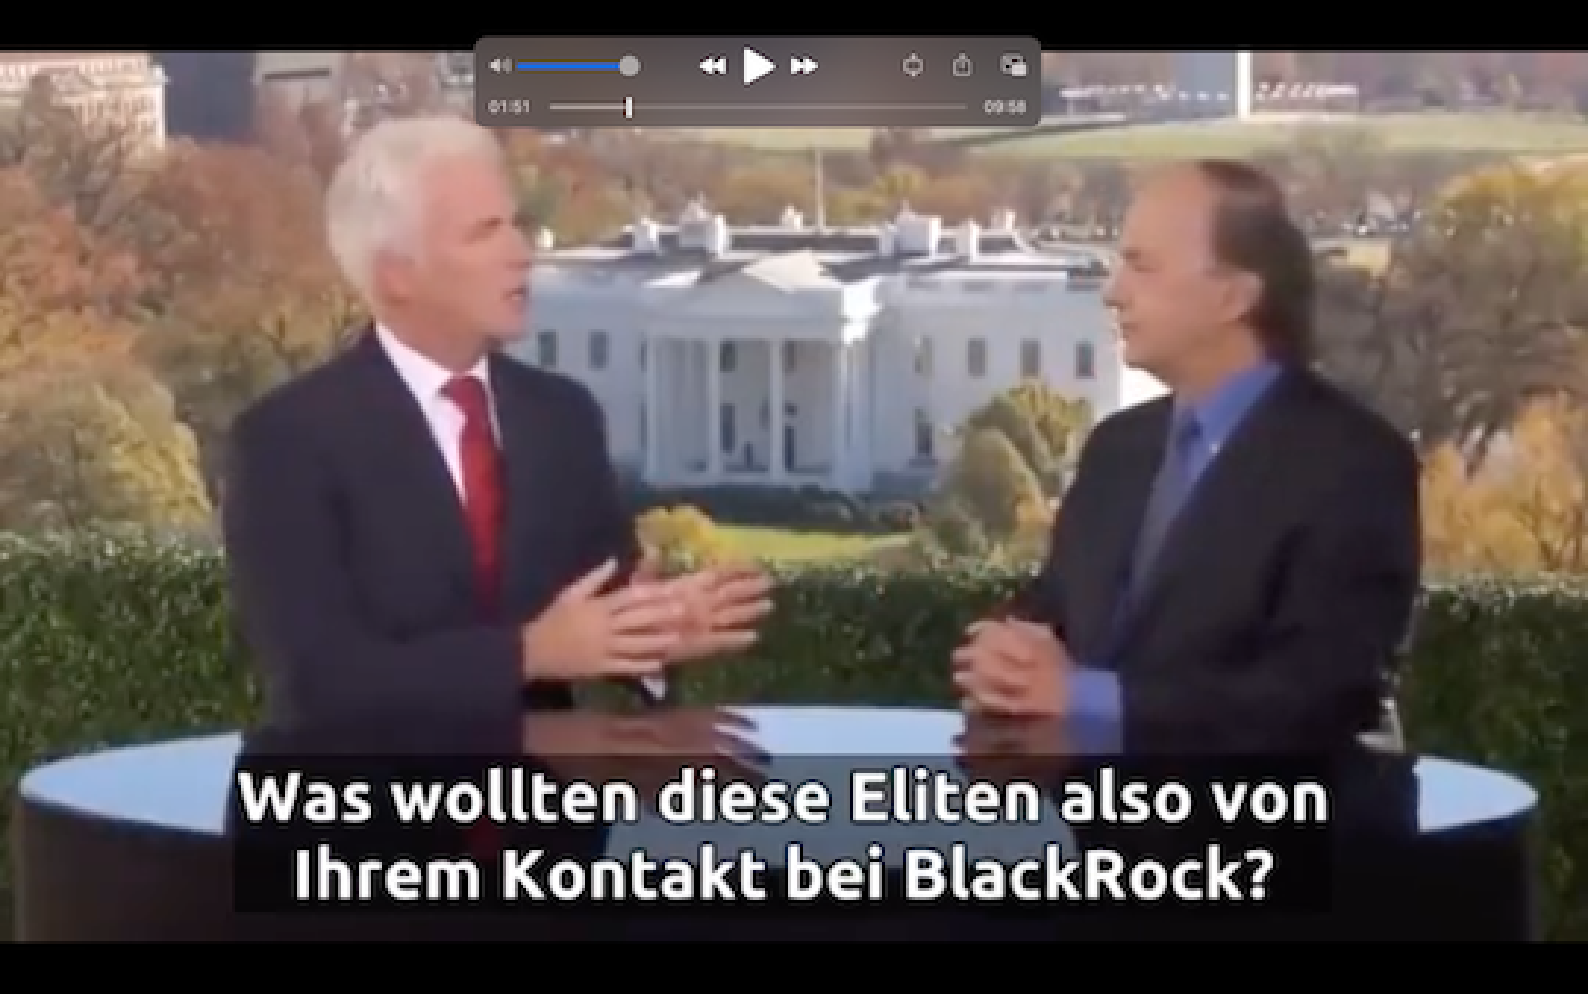 01:51
09:58
Was wollten diese Eliten also von
Ihrem Kontakt bei BlackRock?